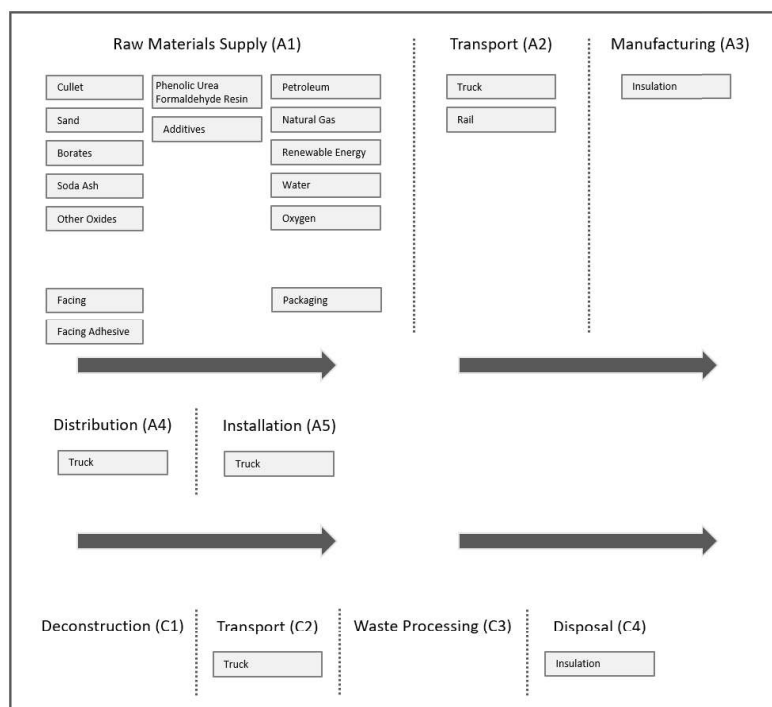 Raw Materials Supply (A1)
Transport (A2)
Manufacturing (A3)
Cullet
Sand
Borates
Soda Ash
Other Oxides
Phenolic Urea
Formaldehyde Resin
Additives
Petroleum
Natural Gas
Renewable Energy
Water
Oxygen
Facing
Facing Adhesive
Packaging
Truck
Rail
Insulation
Distribution (A4)
Installation (A5)
Truck
Truck
Deconstruction (C1)
Transport (C2)
Waste Processing (C3)
Disposal (C4)
Truck
Insulation